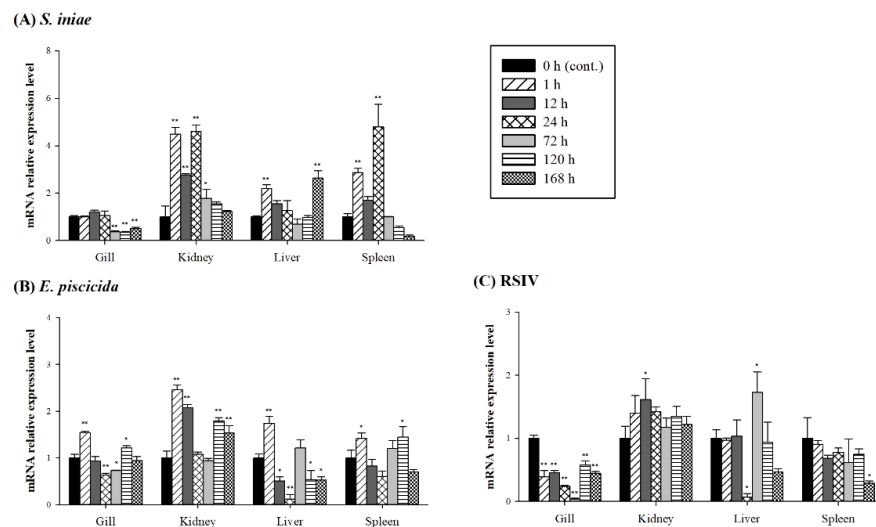 (A) S. iniae
mRNA relative expression level
8
6
4
2
0
** ** ** ** ** ** * ** ** ** **
Gill Kidney Liver Spleen
0 h (cont.)
1 h
12 h
24 h
72 h
120 h
168 h
(B) E. piscicida
mRNA relative expression level
4
3
2
1
0
** ** * * ** ** ** ** ** * ** * * * *
Gill Kidney Liver Spleen
(C) RSIV
mRNA relative expression level
3
2
1
0
** ** ** ** ** ** * * * *
Gill Kidney Liver Spleen